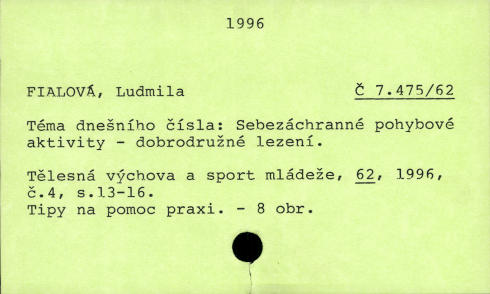 1996
FIALOVÁ, Ludmila Č 7.475/62
Téma dnešního čísla: Sebezáchranné pohybové
aktivity - dobrodružné lezení.
Tělesná výchova a sport mládeže, 62, 1996,
č.4, s.13-16.
Tipy na pomoc praxi. - 8 obr.